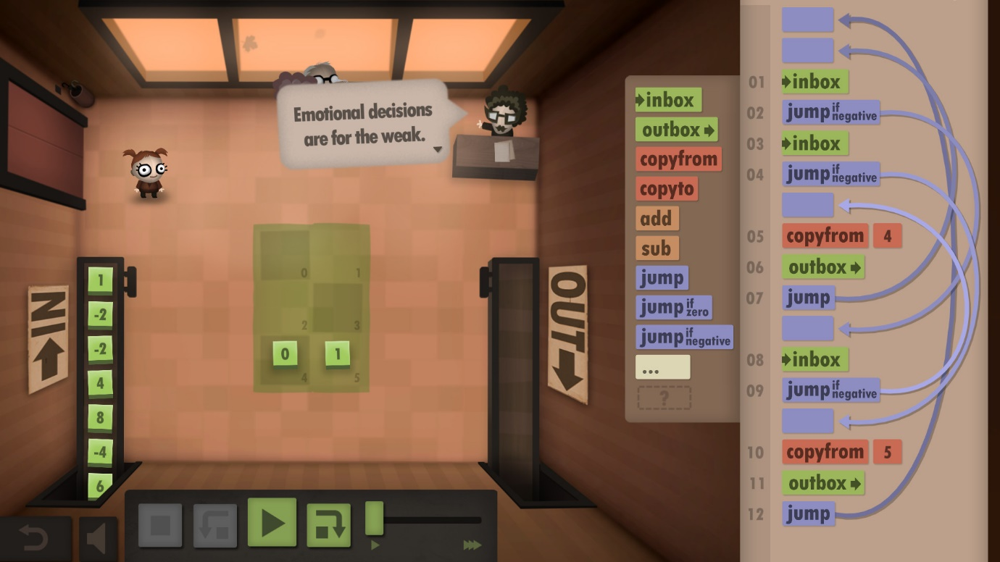 Emotional decisions
are for the weak.
IN
1
-2
-2
4
8
-4
6
0
1
2
3
0
4
1
5
OUT
inbox
outbox
copyfrom
copyto
add
sub
jump
jump if zero
jump if negative
...
?
01 inbox
02 jump if negative
03 inbox
04 jump if negative
05 copyfrom 4
06 outbox
07 jump
08 inbox
09 jump if negative
10 copyfrom 5
11 outbox
12 jump